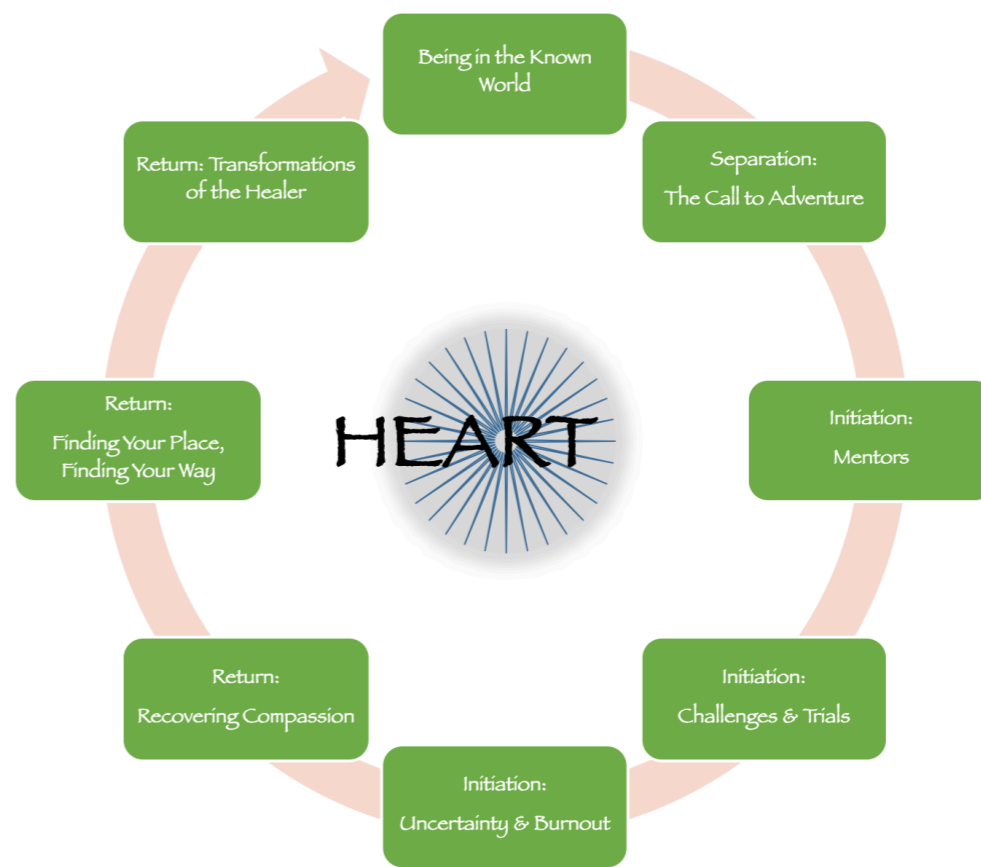 Being in the Known
World
Separation:
The Call to Adventure
Initiation:
Mentors
Initiation:
Challenges & Trials
Initiation:
Uncertainty & Burnout
Return:
Recovering Compassion
Return:
Finding Your Place,
Finding Your Way
Return: Transformations
of the Healer
HEART